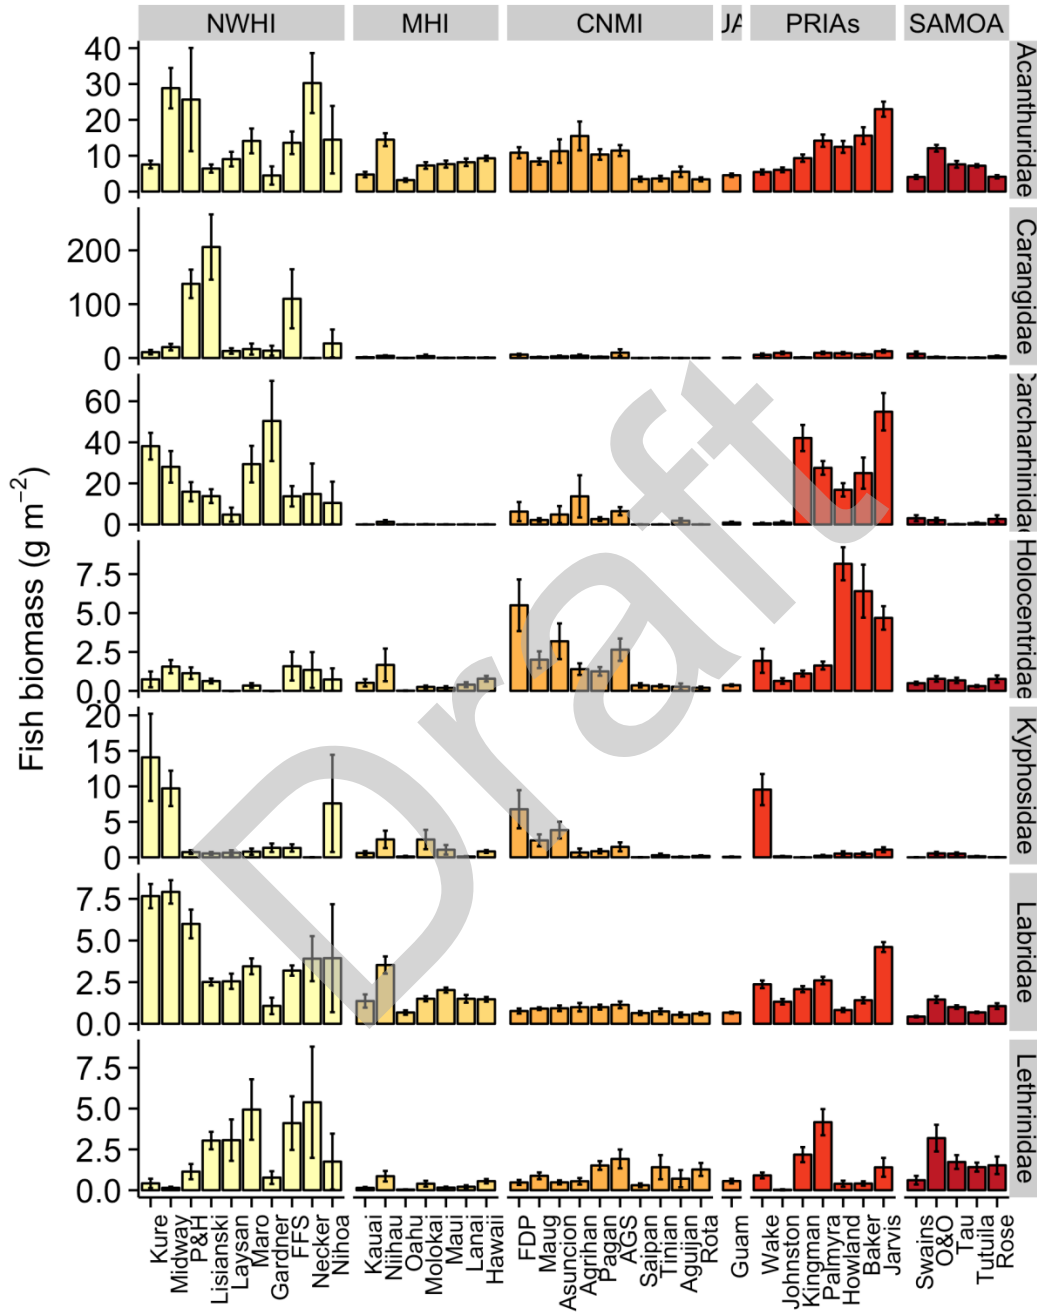 NWHI MHI CNMI JA PRIAs SAMOA
Fish biomass (g m⁻²)
40
30
20
10
0
Acanthuridae
200
100
0
Carangidae
60
40
20
0
Carcharhinidae
7.5
5.0
2.5
0.0
Holocentridae
20
15
10
5
0
Kyphosidae
7.5
5.0
2.5
0.0
Labridae
7.5
5.0
2.5
0.0
Lethrinidae
Kure
Midway
P&H
Lisianski
Laysan
Maro
Gardner
FFS
Necker
Nihoa
Kauai
Niihau
Oahu
Molokai
Maui
Lanai
Hawaii
FDP
Maug
Asuncion
Agrihan
Pagan
AGS
Saipan
Tinian
Aguijan
Rota
Guam
Wake
Johnston
Kingman
Palmyra
Howland
Baker
Jarvis
Swains
O&O
Tau
Tutuila
Rose
Draft